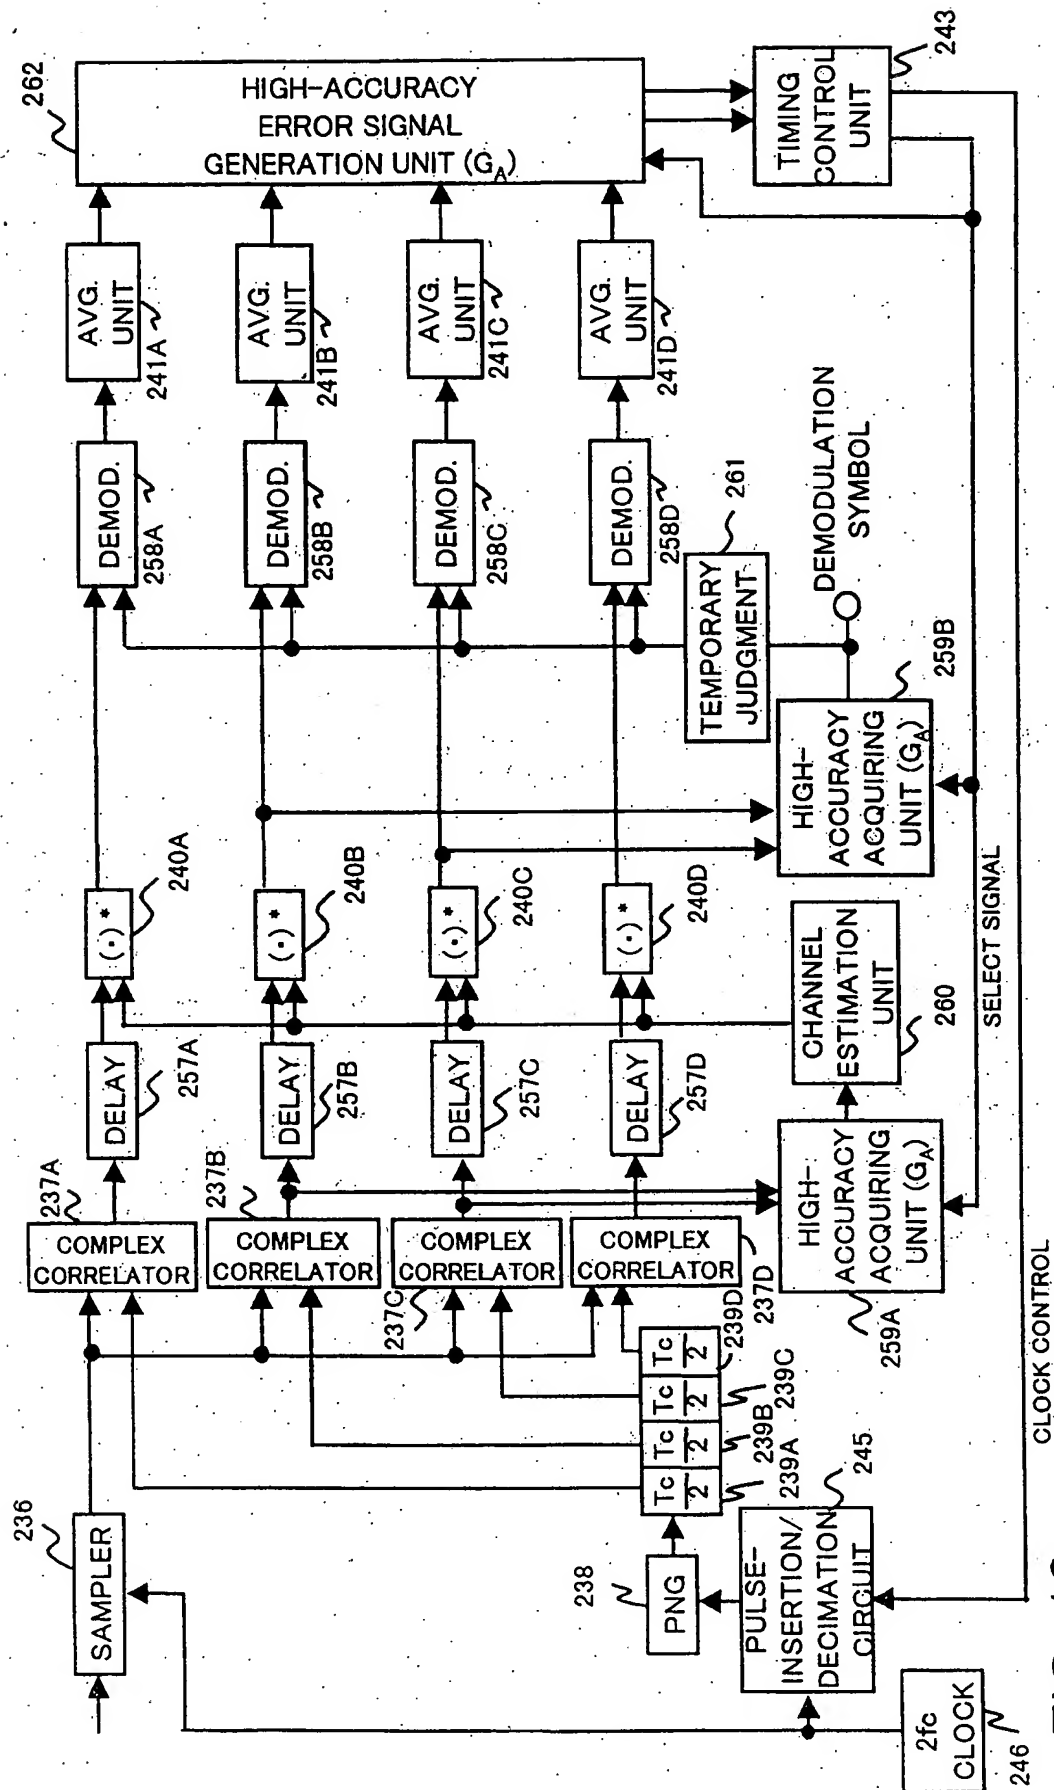 236
SAMPLER
237A
COMPLEX
CORRELATOR
DELAY
257A
(·)*
240A
DEMOD.
258A
AVG.
UNIT
241A
262
HIGH-ACCURACY
ERROR SIGNAL
GENERATION UNIT (GA)
237B
COMPLEX
CORRELATOR
DELAY
257B
(·)*
240B
DEMOD.
258B
AVG.
UNIT
241B
COMPLEX
CORRELATOR
237C
DELAY
257C
(·)*
240C
DEMOD.
258C
AVG.
UNIT
241C
COMPLEX
CORRELATOR
237D
DELAY
257D
(·)*
240D
DEMOD.
258D
AVG.
UNIT
241D
238
PNG
Tc
2
Tc
2
Tc
2
Tc
2
239A
239B
239C
239D
PULSE-
INSERTION/
DECIMATION
CIRCUIT
245
2fc
CLOCK
246
HIGH-
ACCURACY
ACQUIRING
UNIT (GA)
259A
CHANNEL
ESTIMATION
UNIT
260
HIGH-
ACCURACY
ACQUIRING
UNIT (GA)
259B
TEMPORARY
JUDGMENT
261
DEMODULATION
SYMBOL
TIMING
CONTROL
UNIT
243
SELECT SIGNAL
CLOCK CONTROL